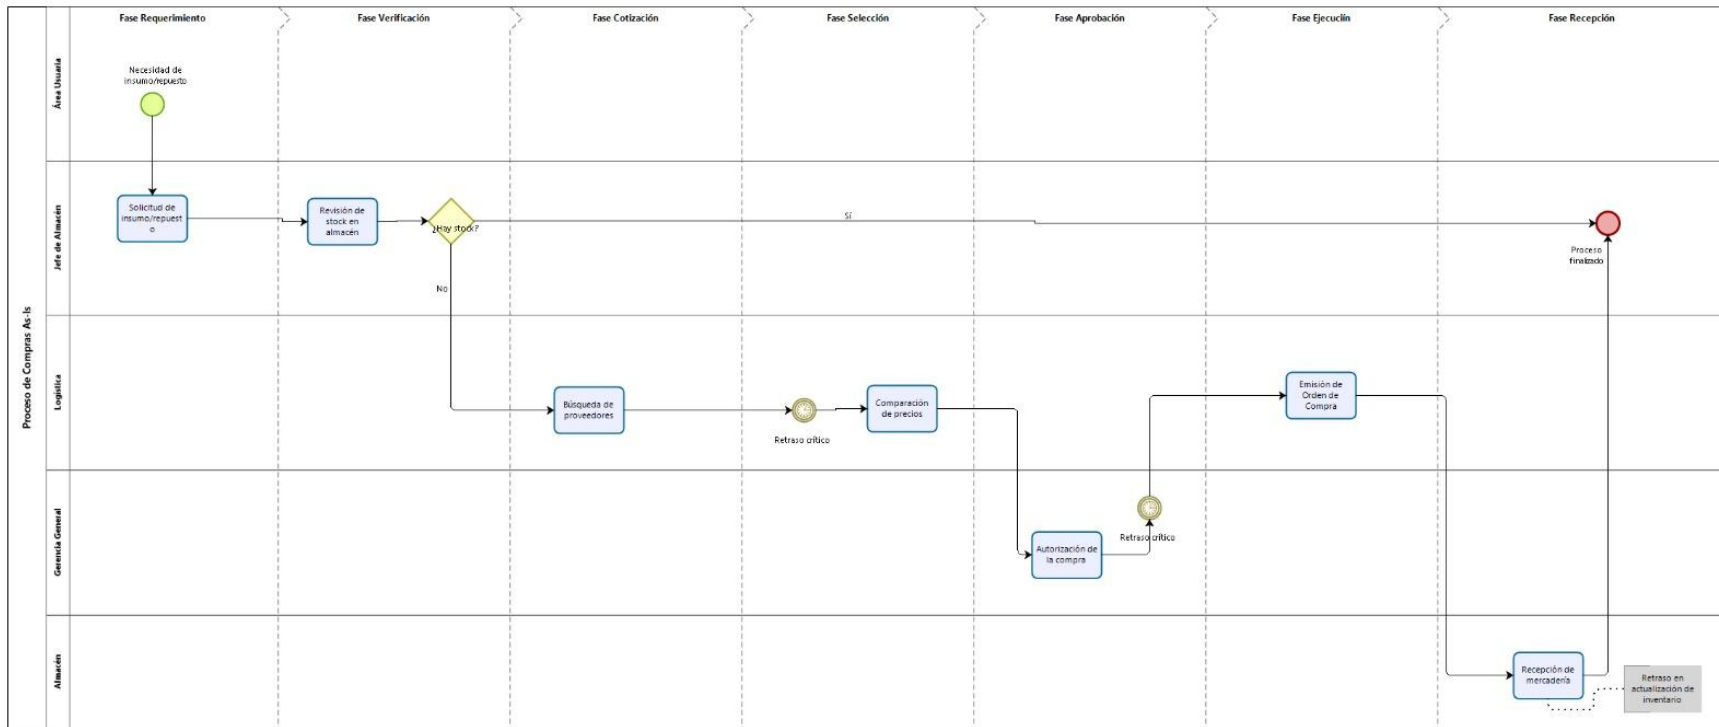 Fase Requerimiento
Fase Verificación
Fase Cotización
Fase Selección
Fase Aprobación
Fase Ejecuciín
Fase Recepción
Proceso de Compras As-Is
Área Usuaria
Necesidad de
insumo/repuesto
Jefe de Almacén
Solicitud de
insumo/repuest
o
Revisión de
stock en
almacén
¿Hay stock?
Sí
No
Proceso
finalizado
Logística
Búsqueda de
proveedores
Retraso crítico
Comparación
de precios
Emisión de
Orden de
Compra
Gerencia General
Autorización de
la compra
Retraso crítico
Almacén
Recepción de
mercadería
Retraso en
actualización de
inventario